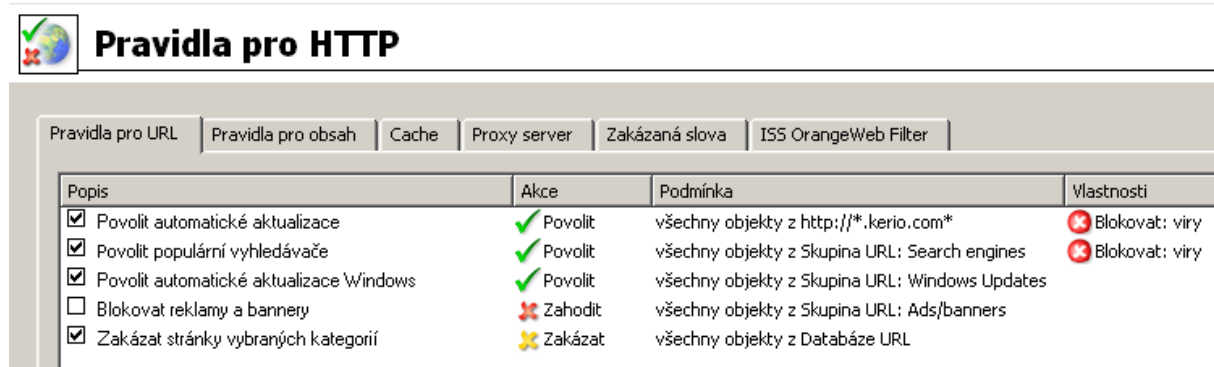 Pravidla pro HTTP
Pravidla pro URL Pravidla pro obsah Cache Proxy server Zakázaná slova ISS OrangeWeb Filter
Popis Akce Podmínka Vlastnosti
Povolit automatické aktualizace Povolit všechny objekty z http://*.kerio.com* Blokovat: viry
Povolit populární vyhledávače Povolit všechny objekty z Skupina URL: Search engines Blokovat: viry
Povolit automatické aktualizace Windows Povolit všechny objekty z Skupina URL: Windows Updates
Blokovat reklamy a bannery Zahodit všechny objekty z Skupina URL: Ads/banners
Zakázat stránky vybraných kategorií Zakázat všechny objekty z Databáze URL